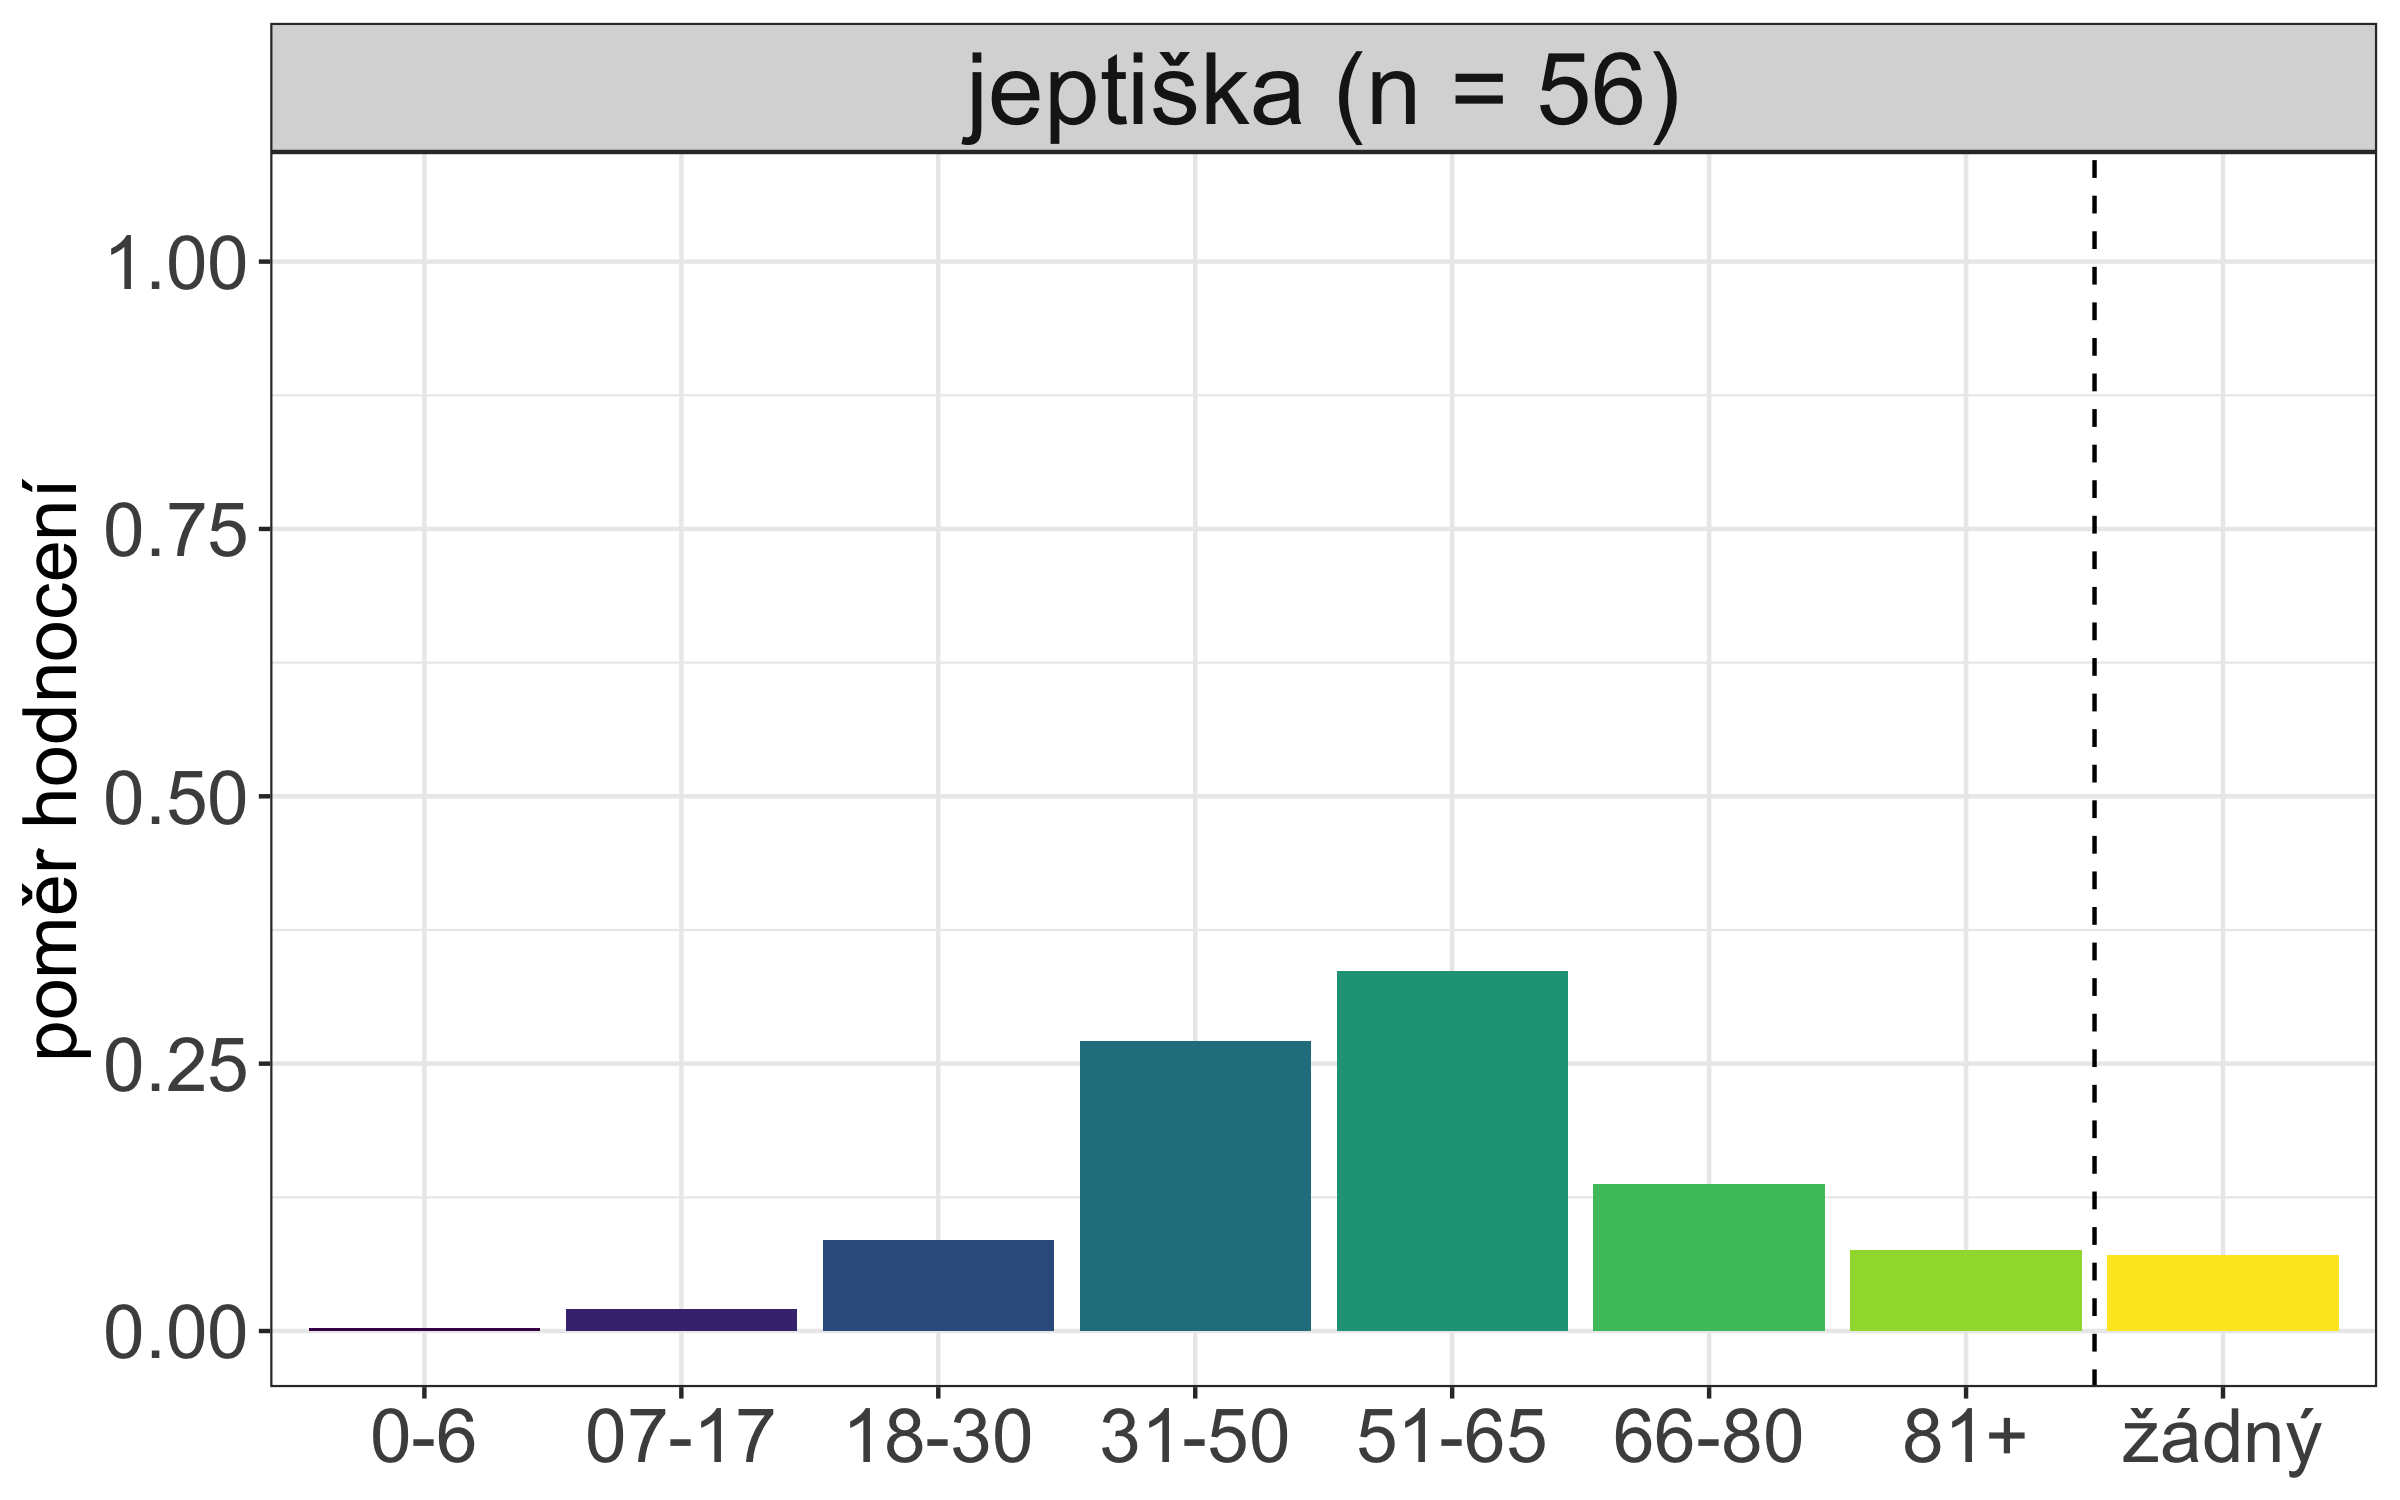 jeptiška (n = 56)
poměr hodnocení
1.00
0.75
0.50
0.25
0.00
0-6 07-17 18-30 31-50 51-65 66-80 81+ žádný